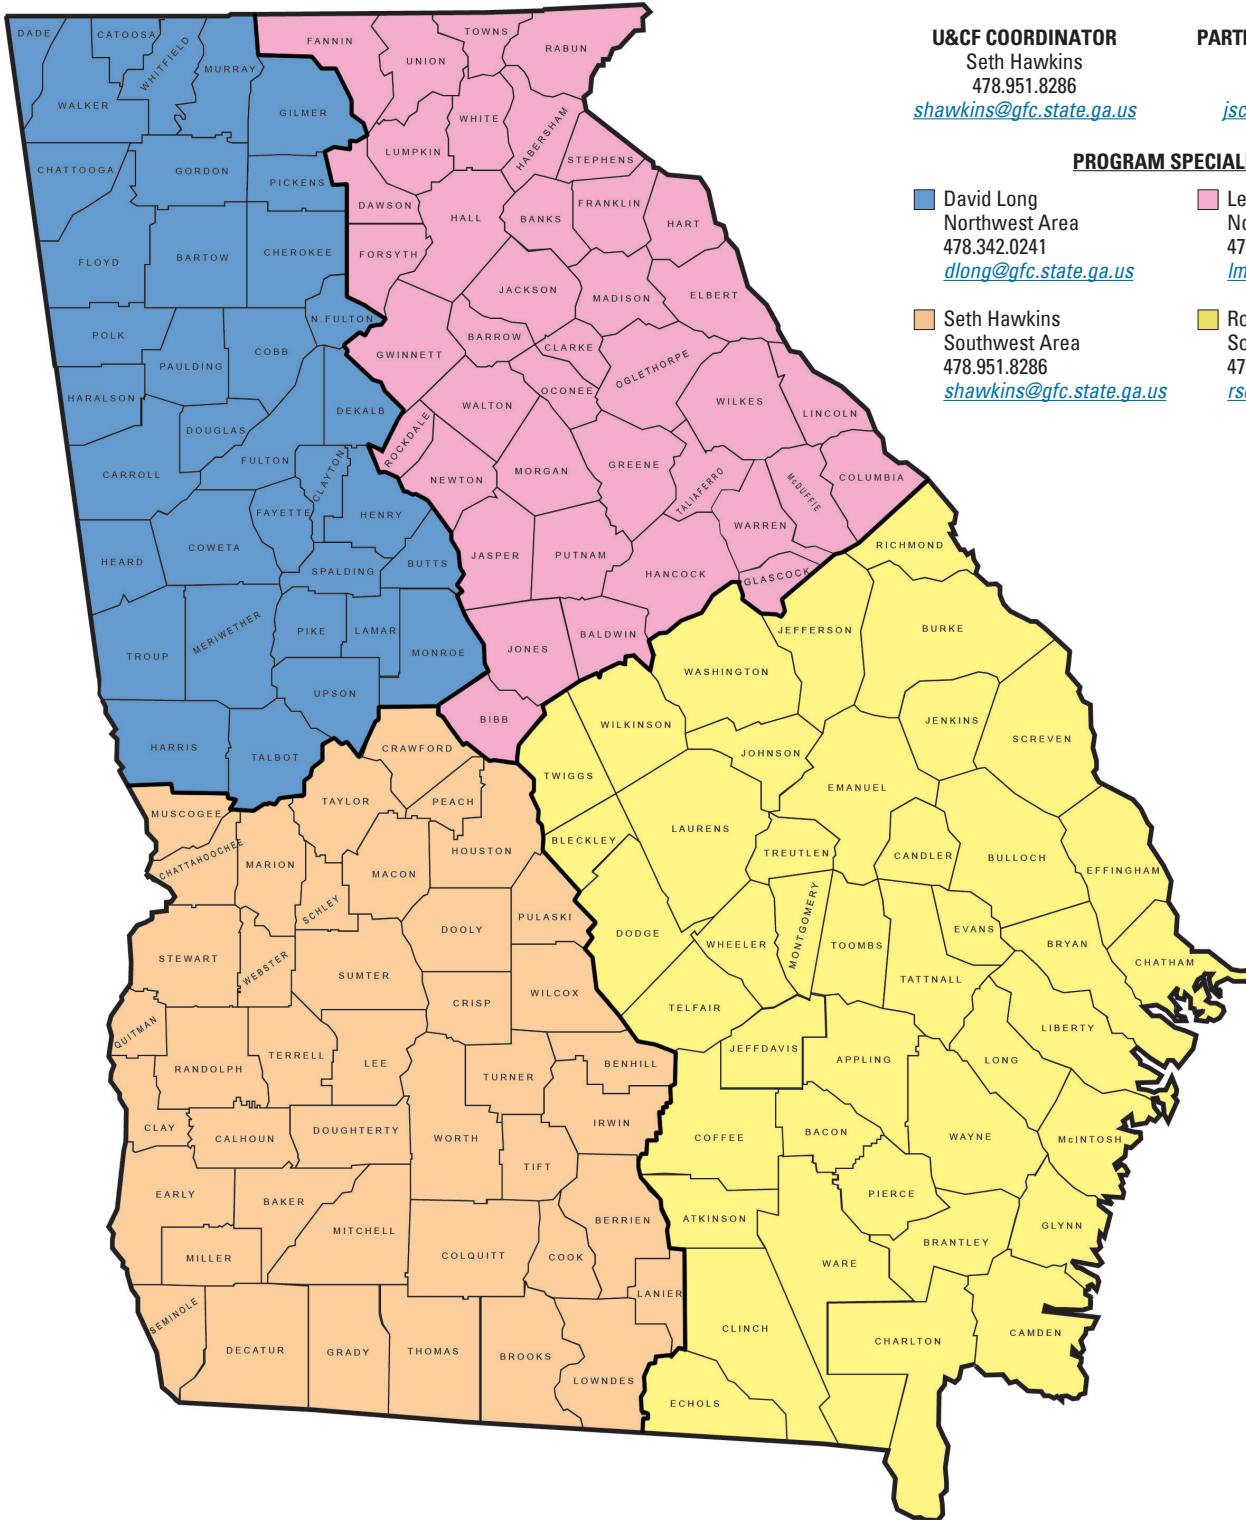 U&CF COORDINATOR
Seth Hawkins
478.951.8286
shawkins@gfc.state.ga.us
PROGRAM
David Long
Northwest Area
478.342.0241
dlong@gfc.state.ga.us
Seth Hawkins
Southwest Area
478.951.8286
shawkins@gfc.state.ga.us
DADE
CATOOSA
WHITFIELD
MURRAY
FANNIN
UNION
TOWNS
RABUN
WALKER
GILMER
WHITE
HABERSHAM
LUMPKIN
STEPHENS
CHATTOOGA
GORDON
PICKENS
DAWSON
HALL
BANKS
FRANKLIN
HART
FLOYD
BARTOW
CHEROKEE
FORSYTH
JACKSON
MADISON
ELBERT
POLK
PAULDING
COBB
N.FULTON
GWINNETT
BARROW
CLARKE
OCONEE
OGLETHORPE
HARALSON
DOUGLAS
DEKALB
ROCKDALE
WALTON
WILKES
LINCOLN
CARROLL
FULTON
CLAYTON
NEWTON
MORGAN
GREENE
TALIAFERRO
McDUFFIE
COLUMBIA
FAYETTE
HENRY
WARREN
HEARD
COWETA
SPALDING
BUTTS
JASPER
PUTNAM
HANCOCK
GLASCOCK
RICHMOND
TROUP
MERIWETHER
PIKE
LAMAR
MONROE
JONES
BALDWIN
JEFFERSON
BURKE
UPSON
WASHINGTON
HARRIS
TALBOT
CRAWFORD
BIBB
WILKINSON
JENKINS
SCREVEN
MUSCOGEE
TAYLOR
PEACH
TWIGGS
JOHNSON
EMANUEL
CHATTAHOOCHEE
MARION
MACON
HOUSTON
BLECKLEY
LAURENS
TREUTLEN
CANDLER
BULLOCH
EFFINGHAM
SCHLEY
DOOLY
PULASKI
DODGE
WHEELER
MONTGOMERY
TOOMBS
EVANS
BRYAN
STEWART
WEBSTER
SUMTER
CRISP
WILCOX
TELFAIR
TATTNALL
CHATHAM
QUITMAN
RANDOLPH
TERRELL
LEE
TURNER
BENHILL
JEFFDAVIS
APPLING
LONG
LIBERTY
CLAY
CALHOUN
DOUGHTERTY
WORTH
IRWIN
COFFEE
BACON
WAYNE
McINTOSH
TIFT
EARLY
BAKER
MITCHELL
BERRIEN
ATKINSON
PIERCE
GLYNN
MILLER
COLQUITT
COOK
WARE
BRANTLEY
SEMINOLE
LANIER
DECATUR
GRADY
THOMAS
BROOKS
LOWNDES
CLINCH
CHARLTON
CAMDEN
ECHOLS